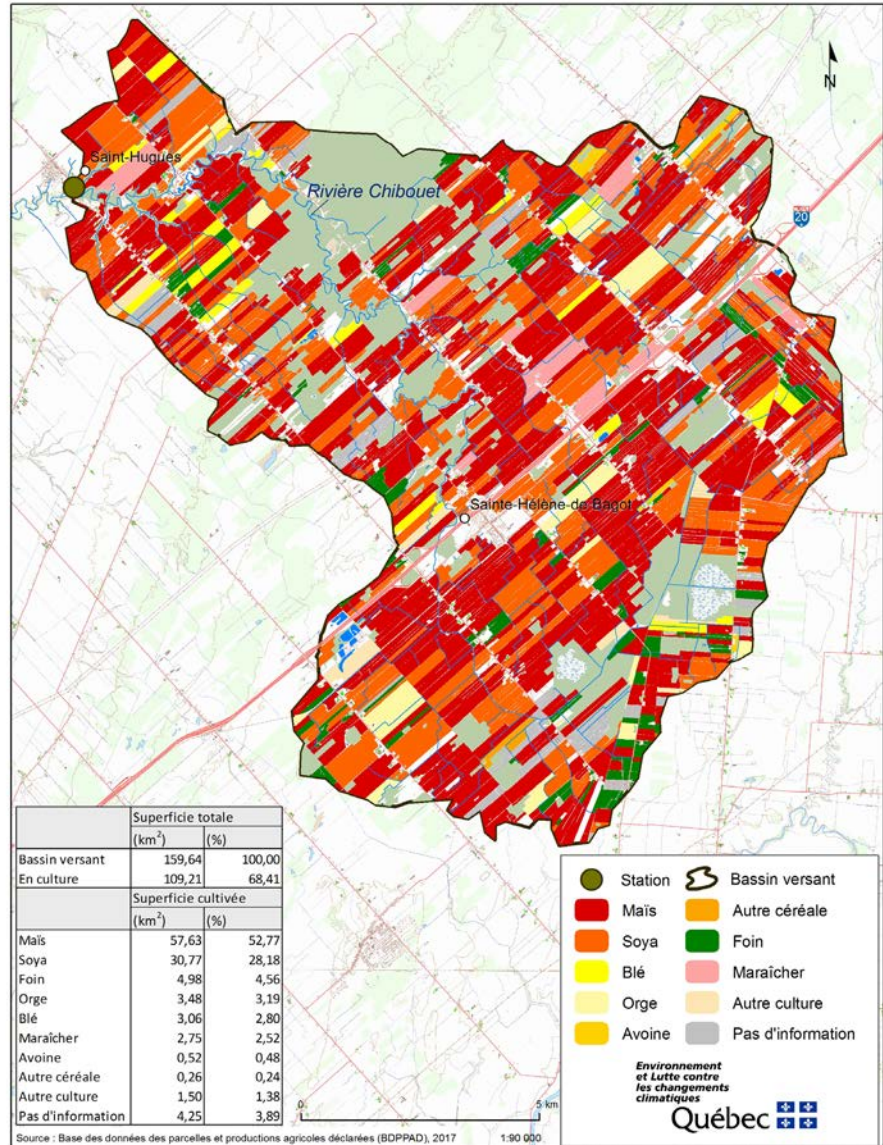 N
Saint-Hugues
Rivière Chibouet
20
Sainte-Hélène-de-Bagot
Superficie totale
(km²) (%)
Bassin versant 159,64 100,00
En culture 109,21 68,41
Superficie cultivée
(km²) (%)
Maïs 57,63 52,77
Soya 30,77 28,18
Foin 4,98 4,56
Orge 3,48 3,19
Blé 3,06 2,80
Maraîcher 2,75 2,52
Avoine 0,52 0,48
Autre céréale 0,26 0,24
Autre culture 1,50 1,38
Pas d'information 4,25 3,89
Station Bassin versant
Maïs Autre céréale
Soya Foin
Blé Maraîcher
Orge Autre culture
Avoine Pas d'information
Environnement
et Lutte contre
les changements
climatiques
Québec
0 5 km
Source : Base des données des parcelles et productions agricoles déclarées (BDPPAD), 2017 1:90 000